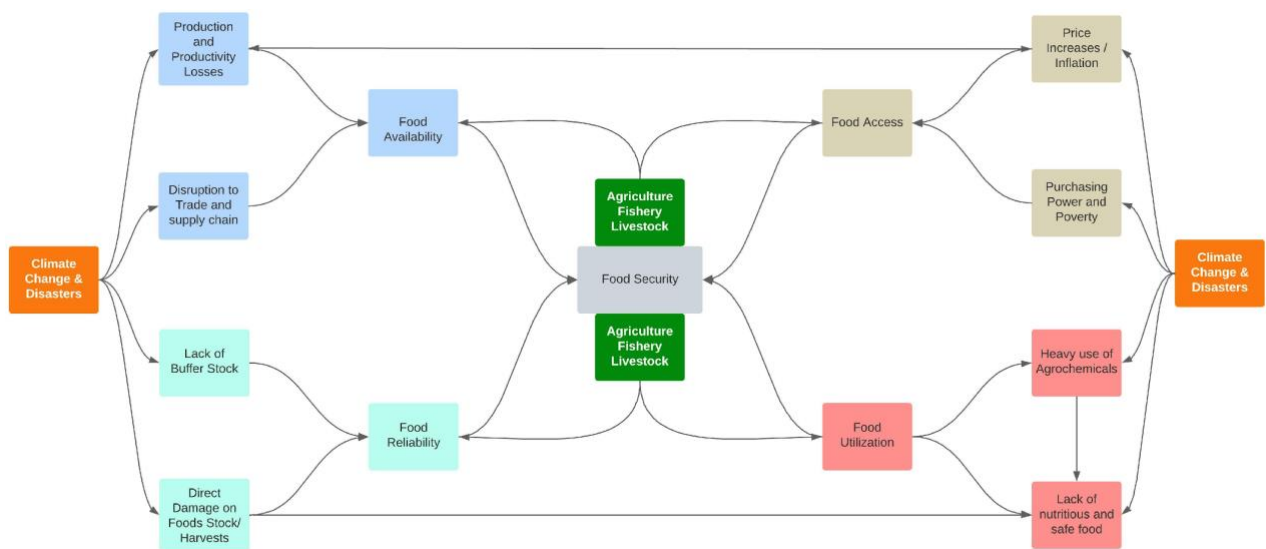 Production
and
Productivity
Losses
Price
Increases /
Inflation
Food
Availability
Food Access
Disruption to
Trade and
supply chain
Agriculture
Fishery
Livestock
Purchasing
Power and
Poverty
Climate
Change &
Disasters
Food Security
Climate
Change &
Disasters
Agriculture
Fishery
Livestock
Lack of
Buffer Stock
Heavy use of
Agrochemicals
Food
Reliability
Food
Utilization
Direct
Damage on
Foods Stock/
Harvests
Lack of
nutritious and
safe food